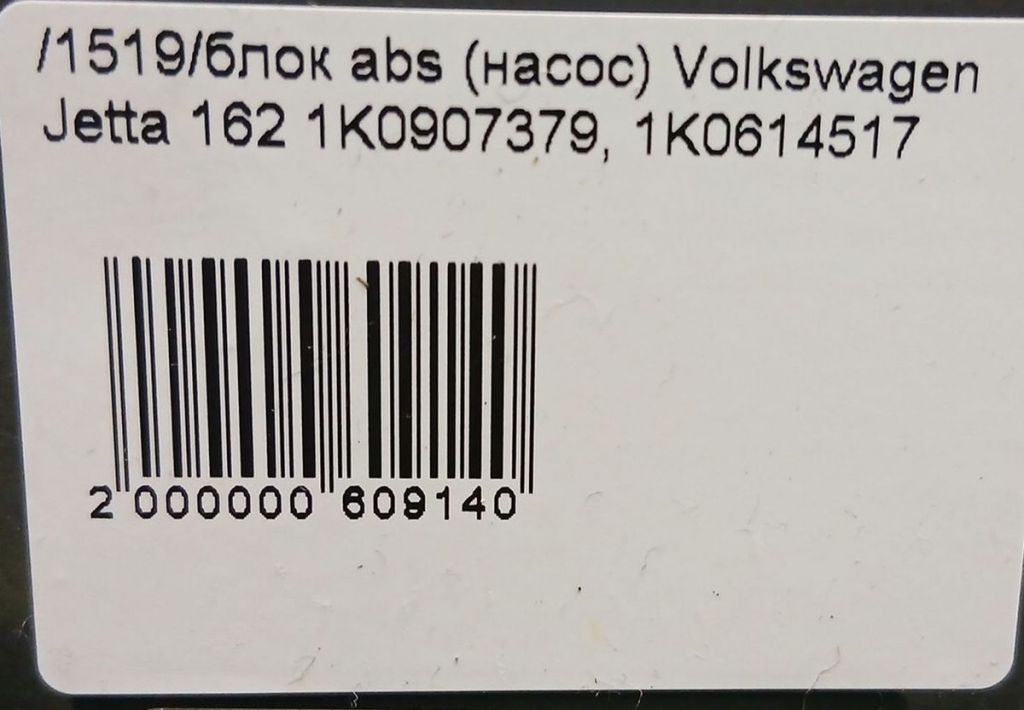 /1519/блок abs (насос) Volkswagen
Jetta 162 1K0907379, 1K0614517
2 000000 609140